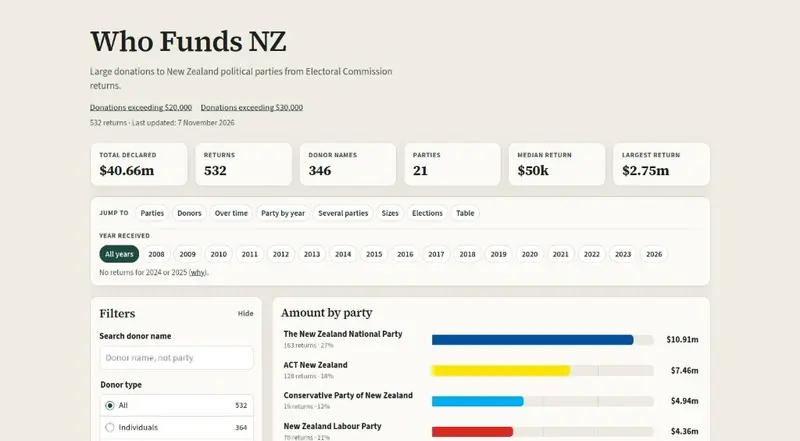 Who Funds NZ
Large donations to New Zealand political parties from Electoral Commission
returns.
Donations exceeding $20,000 Donations exceeding $30,000
532 returns · Last updated: 7 November 2026
TOTAL DECLARED
$40.66m
RETURNS
532
DONOR NAMES
346
PARTIES
21
MEDIAN RETURN
$50k
LARGEST RETURN
$2.75m
JUMP TO Parties Donors Over time Party by year Several parties Sizes Elections Table
YEAR RECEIVED
All years 2008 2009 2010 2011 2012 2013 2014 2015 2016 2017 2018 2019 2020 2021 2022 2023 2026
No returns for 2024 or 2025 (why).
Filters Hide
Search donor name
Donor name, not party
Donor type
All 532
Individuals 364
Amount by party
The New Zealand National Party
163 returns · 27%
$10.91m
ACT New Zealand
128 returns · 18%
$7.46m
Conservative Party of New Zealand
19 returns · 12%
$4.94m
New Zealand Labour Party
70 returns · 11%
$4.36m